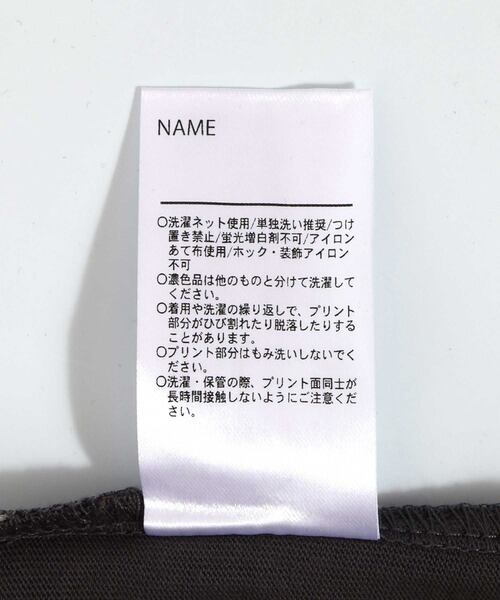 NAME
○洗濯ネット使用/単独洗い推奨/つけ
置き禁止/蛍光増白剤不可/アイロン
あて布使用/ホック・装飾アイロン
不可
○濃色品は他のものと分けて洗濯して
ください。
○着用や洗濯の繰り返しで、プリント
部分がひび割れたり脱落したりする
ことがあります。
○プリント部分はもみ洗いしないでく
ださい。
○洗濯・保管の際、プリント面同士が
長時間接触しないようにご注意くだ
さい。